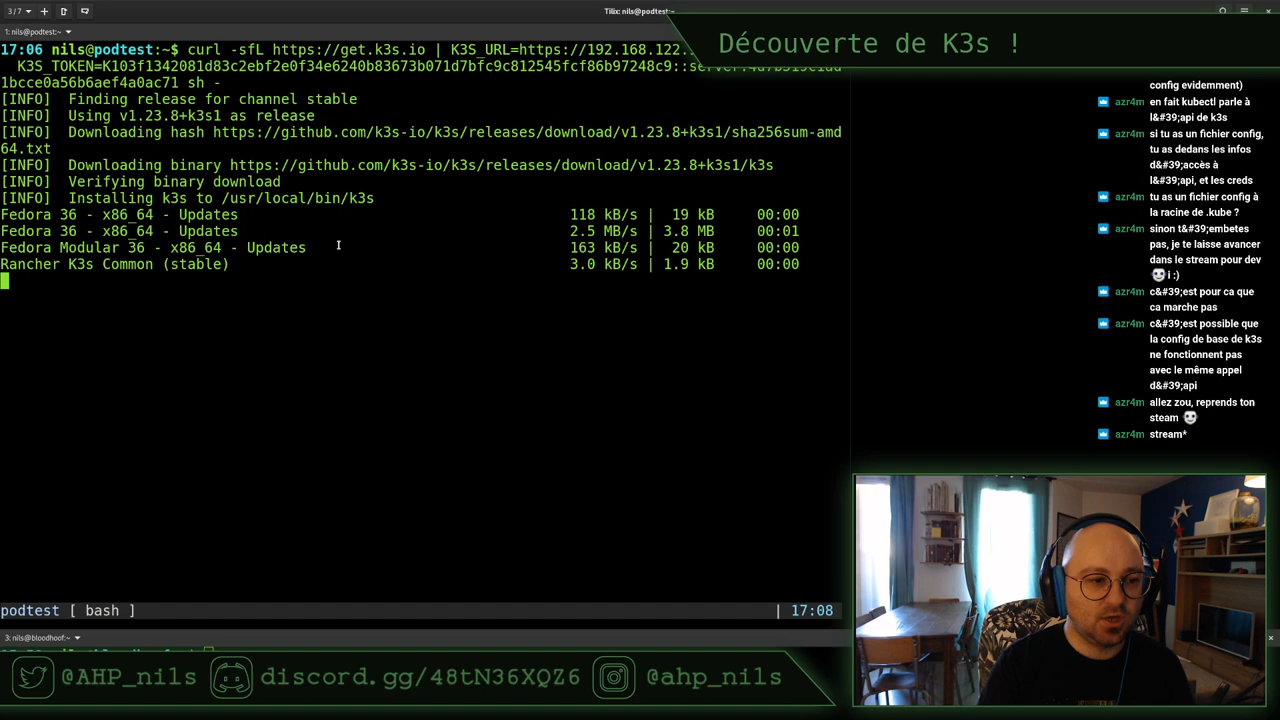 3/7
Tilix: nils@podtest:~
1: nils@podtest:~
17:06 nils@podtest:~$ curl -sfL https://get.k3s.io | K3S_URL=https://192.168.122.
K3S_TOKEN=K103f1342081d83c2ebf2e0f34e6240b83673b071d7bfc9c812545fcf86b97248c9::server:
1bcce0a56b6aef4a0ac71 sh -
[INFO]  Finding release for channel stable
[INFO]  Using v1.23.8+k3s1 as release
[INFO]  Downloading hash https://github.com/k3s-io/k3s/releases/download/v1.23.8+k3s1/sha256sum-amd
64.txt
[INFO]  Downloading binary https://github.com/k3s-io/k3s/releases/download/v1.23.8+k3s1/k3s
[INFO]  Verifying binary download
[INFO]  Installing k3s to /usr/local/bin/k3s
Fedora 36 - x86_64 - Updates 118 kB/s | 19 kB 00:00
Fedora 36 - x86_64 - Updates 2.5 MB/s | 3.8 MB 00:01
Fedora Modular 36 - x86_64 - Updates 163 kB/s | 20 kB 00:00
Rancher K3s Common (stable) 3.0 kB/s | 1.9 kB 00:00
podtest [ bash ] | 17:08
3: nils@bloodhoof:~
Découverte de K3s !
config evidemment)
azr4m en fait kubectl parle à
l&#39;api de k3s
azr4m si tu as un fichier config,
tu as dedans les infos
d&#39;accès à
l&#39;api, et les creds
azr4m tu as un fichier config à
la racine de .kube ?
azr4m sinon t&#39;embetes
pas, je te laisse avancer
dans le stream pour dev
i :)
azr4m c&#39;est pour ca que
ca marche pas
azr4m c&#39;est possible que
la config de base de k3s
ne fonctionnent pas
avec le même appel
d&#39;api
azr4m allez zou, reprends ton
steam
azr4m stream*
@AHP_nils
discord.gg/48tN36XQZ6
@ahp_nils